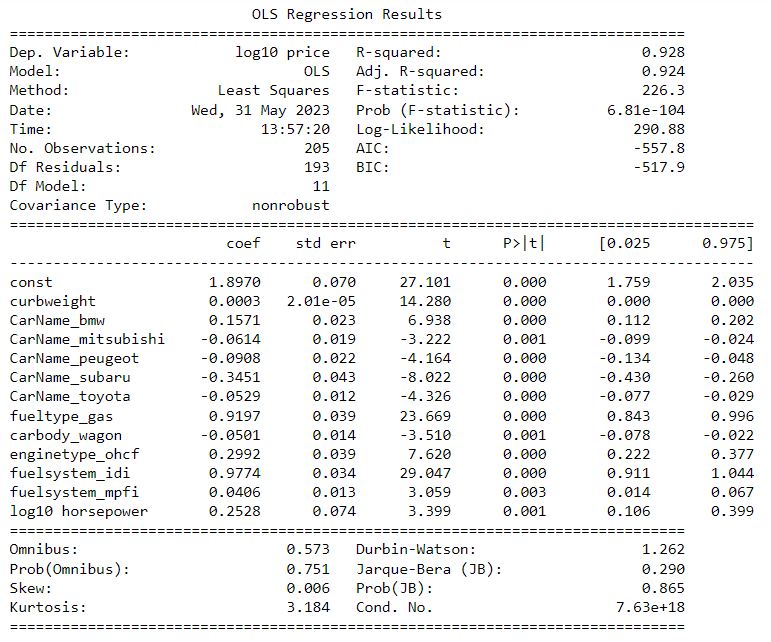 OLS Regression Results
==============================================================================
Dep. Variable:            log10 price   R-squared:                       0.928
Model:                            OLS   Adj. R-squared:                  0.924
Method:                 Least Squares   F-statistic:                     226.3
Date:                Wed, 31 May 2023   Prob (F-statistic):          6.81e-104
Time:                        13:57:20   Log-Likelihood:                 290.88
No. Observations:                 205   AIC:                            -557.8
Df Residuals:                     193   BIC:                            -517.9
Df Model:                          11
Covariance Type:            nonrobust
======================================================================================
                         coef    std err          t      P>|t|      [0.025      0.975]
--------------------------------------------------------------------------------------
const                  1.8970      0.070     27.101      0.000       1.759       2.035
curbweight             0.0003   2.01e-05     14.280      0.000       0.000       0.000
CarName_bmw            0.1571      0.023      6.938      0.000       0.112       0.202
CarName_mitsubishi    -0.0614      0.019     -3.222      0.001      -0.099      -0.024
CarName_peugeot       -0.0908      0.022     -4.164      0.000      -0.134      -0.048
CarName_subaru        -0.3451      0.043     -8.022      0.000      -0.430      -0.260
CarName_toyota        -0.0529      0.012     -4.326      0.000      -0.077      -0.029
fueltype_gas           0.9197      0.039     23.669      0.000       0.843       0.996
carbody_wagon         -0.0501      0.014     -3.510      0.001      -0.078      -0.022
enginetype_ohcf        0.2992      0.039      7.620      0.000       0.222       0.377
fuelsystem_idi         0.9774      0.034     29.047      0.000       0.911       1.044
fuelsystem_mpfi        0.0406      0.013      3.059      0.003       0.014       0.067
log10 horsepower       0.2528      0.074      3.399      0.001       0.106       0.399
==============================================================================
Omnibus:                        0.573   Durbin-Watson:                   1.262
Prob(Omnibus):                  0.751   Jarque-Bera (JB):                0.290
Skew:                           0.006   Prob(JB):                        0.865
Kurtosis:                       3.184   Cond. No.                     7.63e+18
==============================================================================